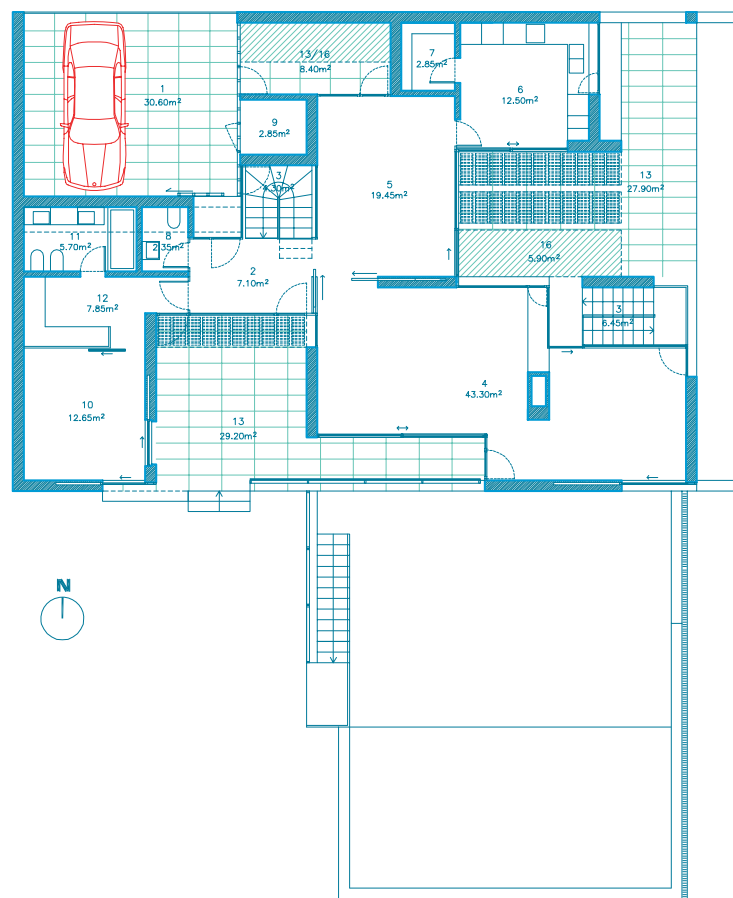 13/16
8.40m²
7
2.85m²
1
30.60m²
6
12.50m²
9
2.85m²
3
4.30m²
5
19.45m²
13
27.90m²
11
5.70m²
8
2.35m²
16
5.90m²
2
7.10m²
12
7.85m²
3
6.45m²
4
43.30m²
10
12.65m²
13
29.20m²
N